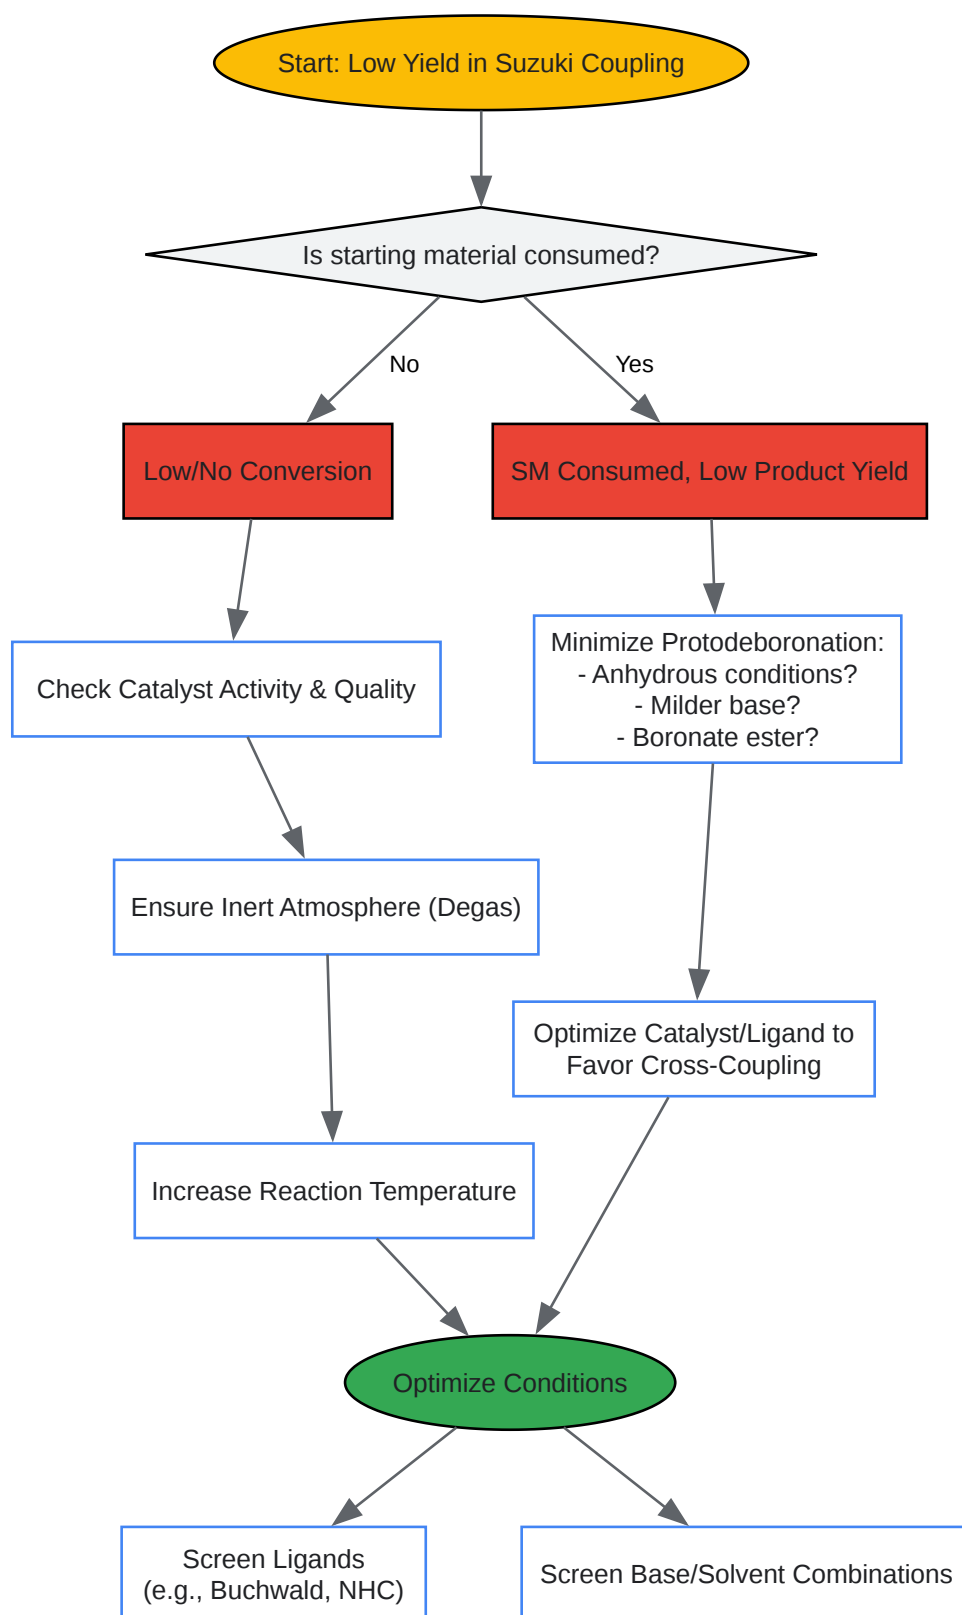 Start: Low Yield in Suzuki Coupling
Is starting material consumed?
No
Yes
Low/No Conversion
SM Consumed, Low Product Yield
Check Catalyst Activity & Quality
Minimize Protodeboronation:
- Anhydrous conditions?
- Milder base?
- Boronate ester?
Ensure Inert Atmosphere (Degas)
Optimize Catalyst/Ligand to
Favor Cross-Coupling
Increase Reaction Temperature
Optimize Conditions
Screen Ligands
(e.g., Buchwald, NHC)
Screen Base/Solvent Combinations